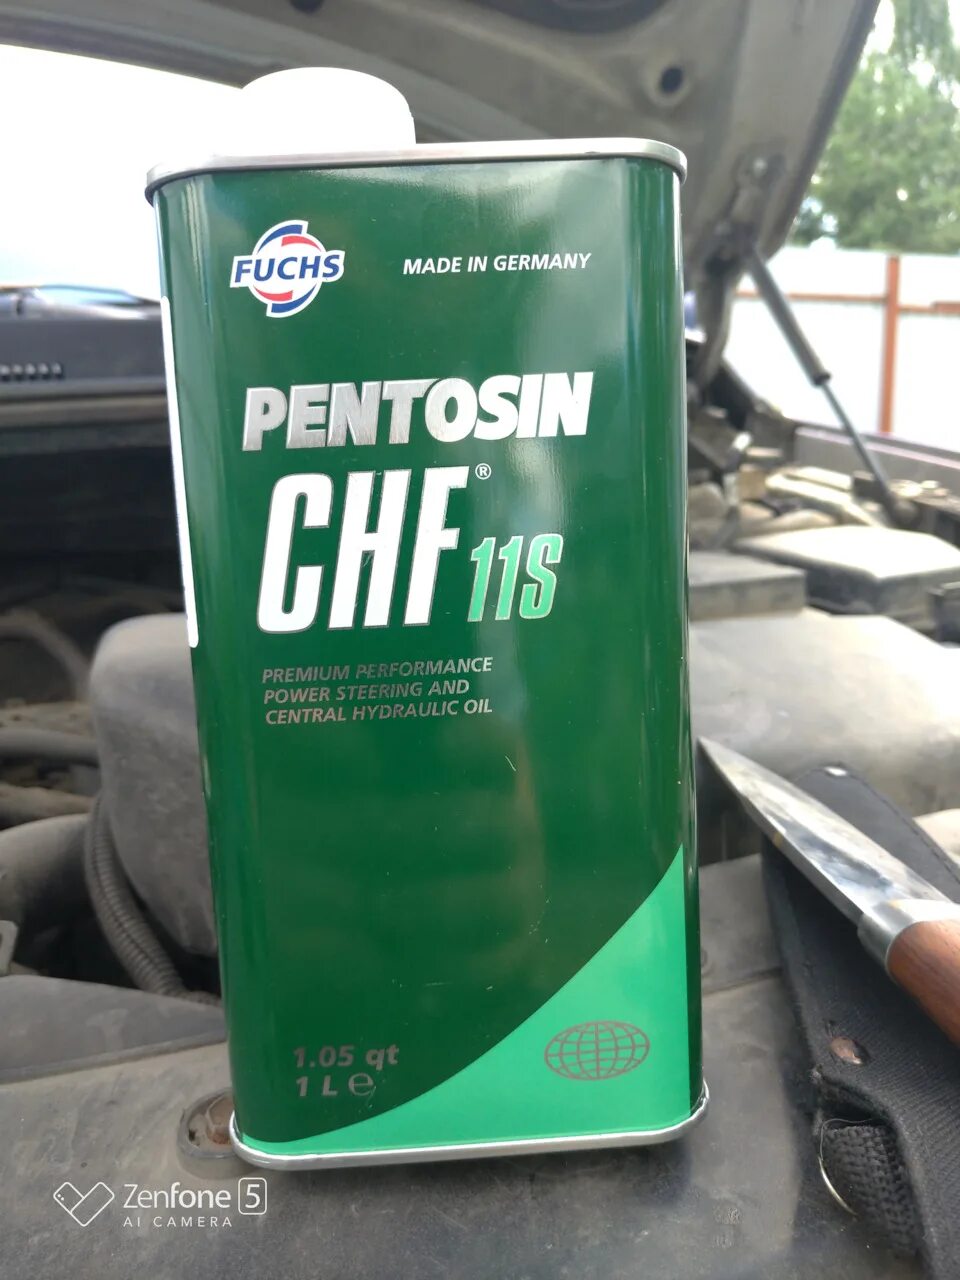 FUCHS
MADE IN GERMANY
PENTOSIN
CHF® 11S
PREMIUM PERFORMANCE
POWER STEERING AND
CENTRAL HYDRAULIC OIL
1.05 qt
1 L ℮
Zenfone 5
AI CAMERA